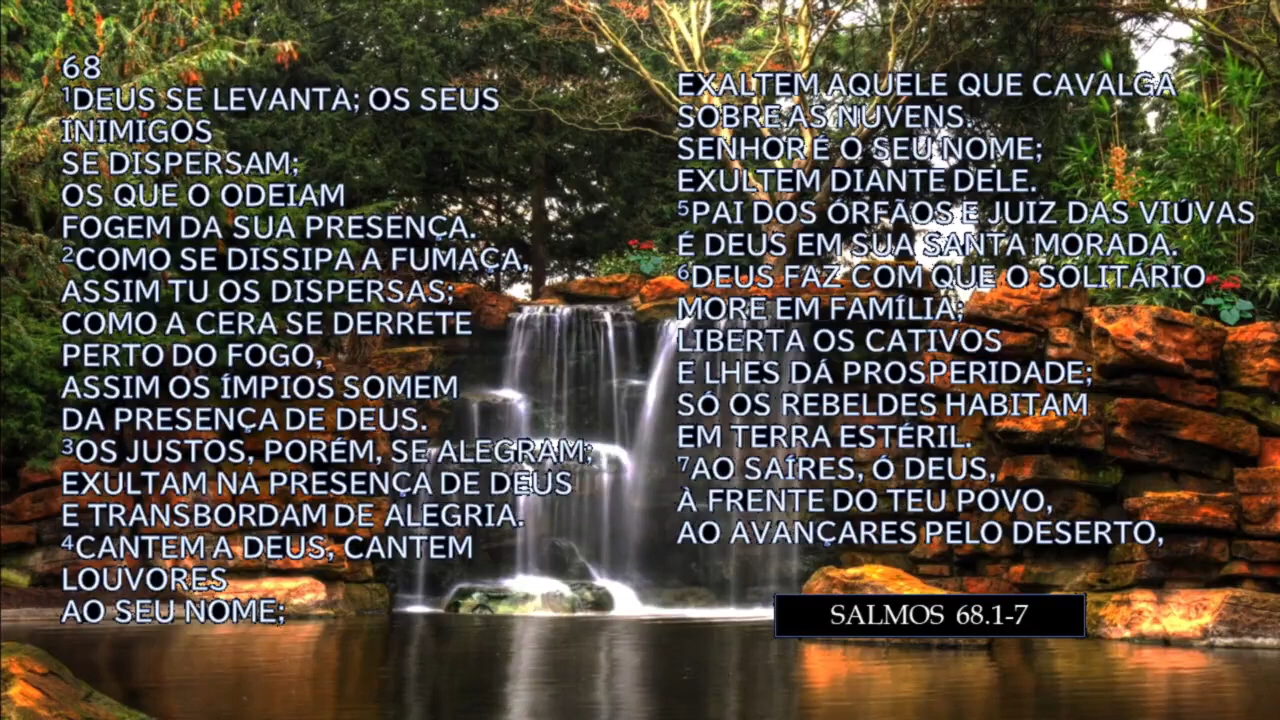 68
¹DEUS SE LEVANTA; OS SEUS
INIMIGOS
SE DISPERSAM;
OS QUE O ODEIAM
FOGEM DA SUA PRESENÇA.
²COMO SE DISSIPA A FUMAÇA,
ASSIM TU OS DISPERSAS;
COMO A CERA SE DERRETE
PERTO DO FOGO,
ASSIM OS ÍMPIOS SOMEM
DA PRESENÇA DE DEUS.
³OS JUSTOS, PORÉM, SE ALEGRAM;
EXULTAM NA PRESENÇA DE DEUS
E TRANSBORDAM DE ALEGRIA.
⁴CANTEM A DEUS, CANTEM
LOUVORES
AO SEU NOME;
EXALTEM AQUELE QUE CAVALGA
SOBRE AS NUVENS.
SENHOR É O SEU NOME;
EXULTEM DIANTE DELE.
⁵PAI DOS ÓRFÃOS E JUIZ DAS VIÚVAS
É DEUS EM SUA SANTA MORADA.
⁶DEUS FAZ COM QUE O SOLITÁRIO
MORE EM FAMÍLIA;
LIBERTA OS CATIVOS
E LHES DÁ PROSPERIDADE;
SÓ OS REBELDES HABITAM
EM TERRA ESTÉRIL.
⁷AO SAÍRES, Ó DEUS,
À FRENTE DO TEU POVO,
AO AVANÇARES PELO DESERTO,
SALMOS 68.1-7